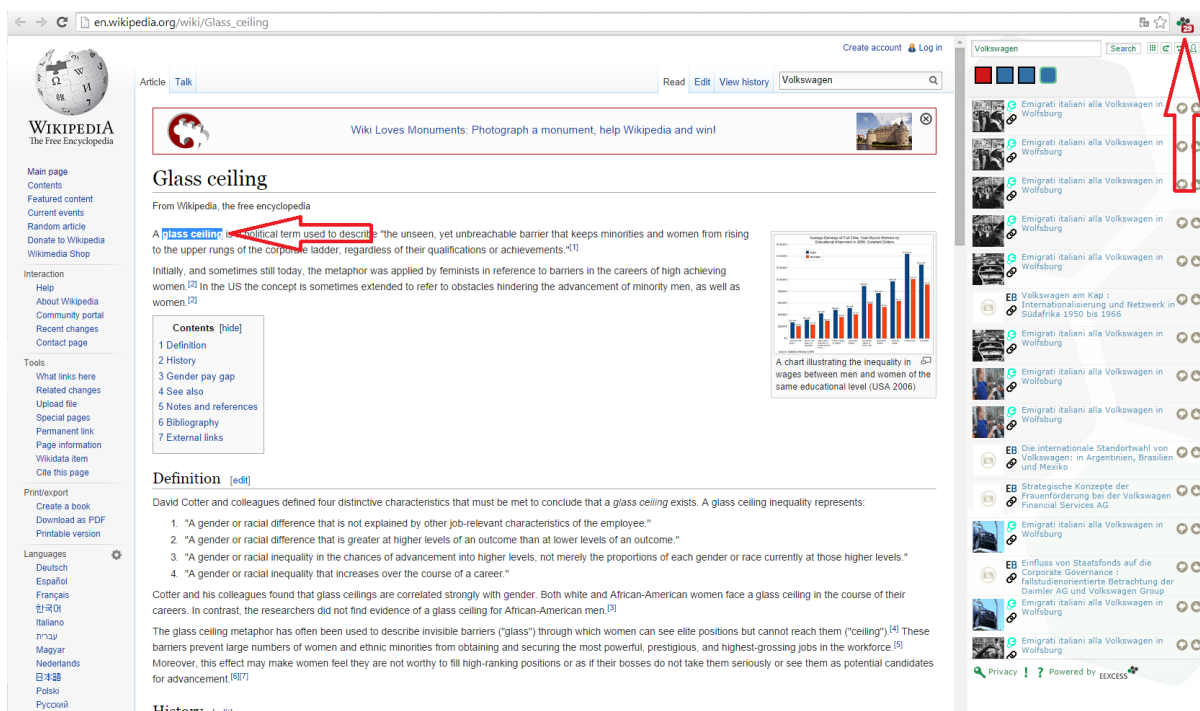 en.wikipedia.org/wiki/Glass_ceiling
29
Create account Log in
Article Talk
Read Edit View history
Volkswagen
WIKIPEDIA
The Free Encyclopedia
Main page
Contents
Featured content
Current events
Random article
Donate to Wikipedia
Wikimedia Shop
Interaction
Help
About Wikipedia
Community portal
Recent changes
Contact page
Tools
What links here
Related changes
Upload file
Special pages
Permanent link
Page information
Wikidata item
Cite this page
Print/export
Create a book
Download as PDF
Printable version
Languages
Deutsch
Español
Français
한국어
Italiano
עברית
Magyar
Nederlands
日本語
Polski
Русский
Wiki Loves Monuments: Photograph a monument, help Wikipedia and win!
Glass ceiling
From Wikipedia, the free encyclopedia
A glass ceiling is political term used to describe "the unseen, yet unbreachable barrier that keeps minorities and women from rising
to the upper rungs of the corporate ladder, regardless of their qualifications or achievements."[1]
Initially, and sometimes still today, the metaphor was applied by feminists in reference to barriers in the careers of high achieving
women.[2] In the US the concept is sometimes extended to refer to obstacles hindering the advancement of minority men, as well as
women.[2]
Contents [hide]
1 Definition
2 History
3 Gender pay gap
4 See also
5 Notes and references
6 Bibliography
7 External links
A chart illustrating the inequality in
wages between men and women of the
same educational level (USA 2006)
Definition [edit]
David Cotter and colleagues defined four distinctive characteristics that must be met to conclude that a glass ceiling exists. A glass ceiling inequality represents:
1. "A gender or racial difference that is not explained by other job-relevant characteristics of the employee."
2. "A gender or racial difference that is greater at higher levels of an outcome than at lower levels of an outcome."
3. "A gender or racial inequality in the chances of advancement into higher levels, not merely the proportions of each gender or race currently at those higher levels."
4. "A gender or racial inequality that increases over the course of a career."
Cotter and his colleagues found that glass ceilings are correlated strongly with gender. Both white and African-American women face a glass ceiling in the course of their
careers. In contrast, the researchers did not find evidence of a glass ceiling for African-American men.[3]
The glass ceiling metaphor has often been used to describe invisible barriers ("glass") through which women can see elite positions but cannot reach them ("ceiling").[4] These
barriers prevent large numbers of women and ethnic minorities from obtaining and securing the most powerful, prestigious, and highest-grossing jobs in the workforce.[5]
Moreover, this effect may make women feel they are not worthy to fill high-ranking positions or as if their bosses do not take them seriously or see them as potential candidates
for advancement.[6][7]
History [edit]
Volkswagen Search
Emigrati italiani alla Volkswagen in
Wolfsburg
Emigrati italiani alla Volkswagen in
Wolfsburg
Emigrati italiani alla Volkswagen in
Wolfsburg
Emigrati italiani alla Volkswagen in
Wolfsburg
Emigrati italiani alla Volkswagen in
Wolfsburg
EB Volkswagen am Kap :
Internationalisierung und Netzwerk in
Südafrika 1950 bis 1966
Emigrati italiani alla Volkswagen in
Wolfsburg
Emigrati italiani alla Volkswagen in
Wolfsburg
Emigrati italiani alla Volkswagen in
Wolfsburg
EB Die internationale Standortwahl von
Volkswagen: in Argentinien, Brasilien
und Mexiko
EB Strategische Konzepte der
Frauenförderung bei der Volkswagen
Financial Services AG
Emigrati italiani alla Volkswagen in
Wolfsburg
EB Einfluss von Staatsfonds auf die
Corporate Governance :
fallstudienorientierte Betrachtung der
Daimler AG und Volkswagen Group
Emigrati italiani alla Volkswagen in
Wolfsburg
Emigrati italiani alla Volkswagen in
Wolfsburg
Privacy ! ? Powered by EEXCESS